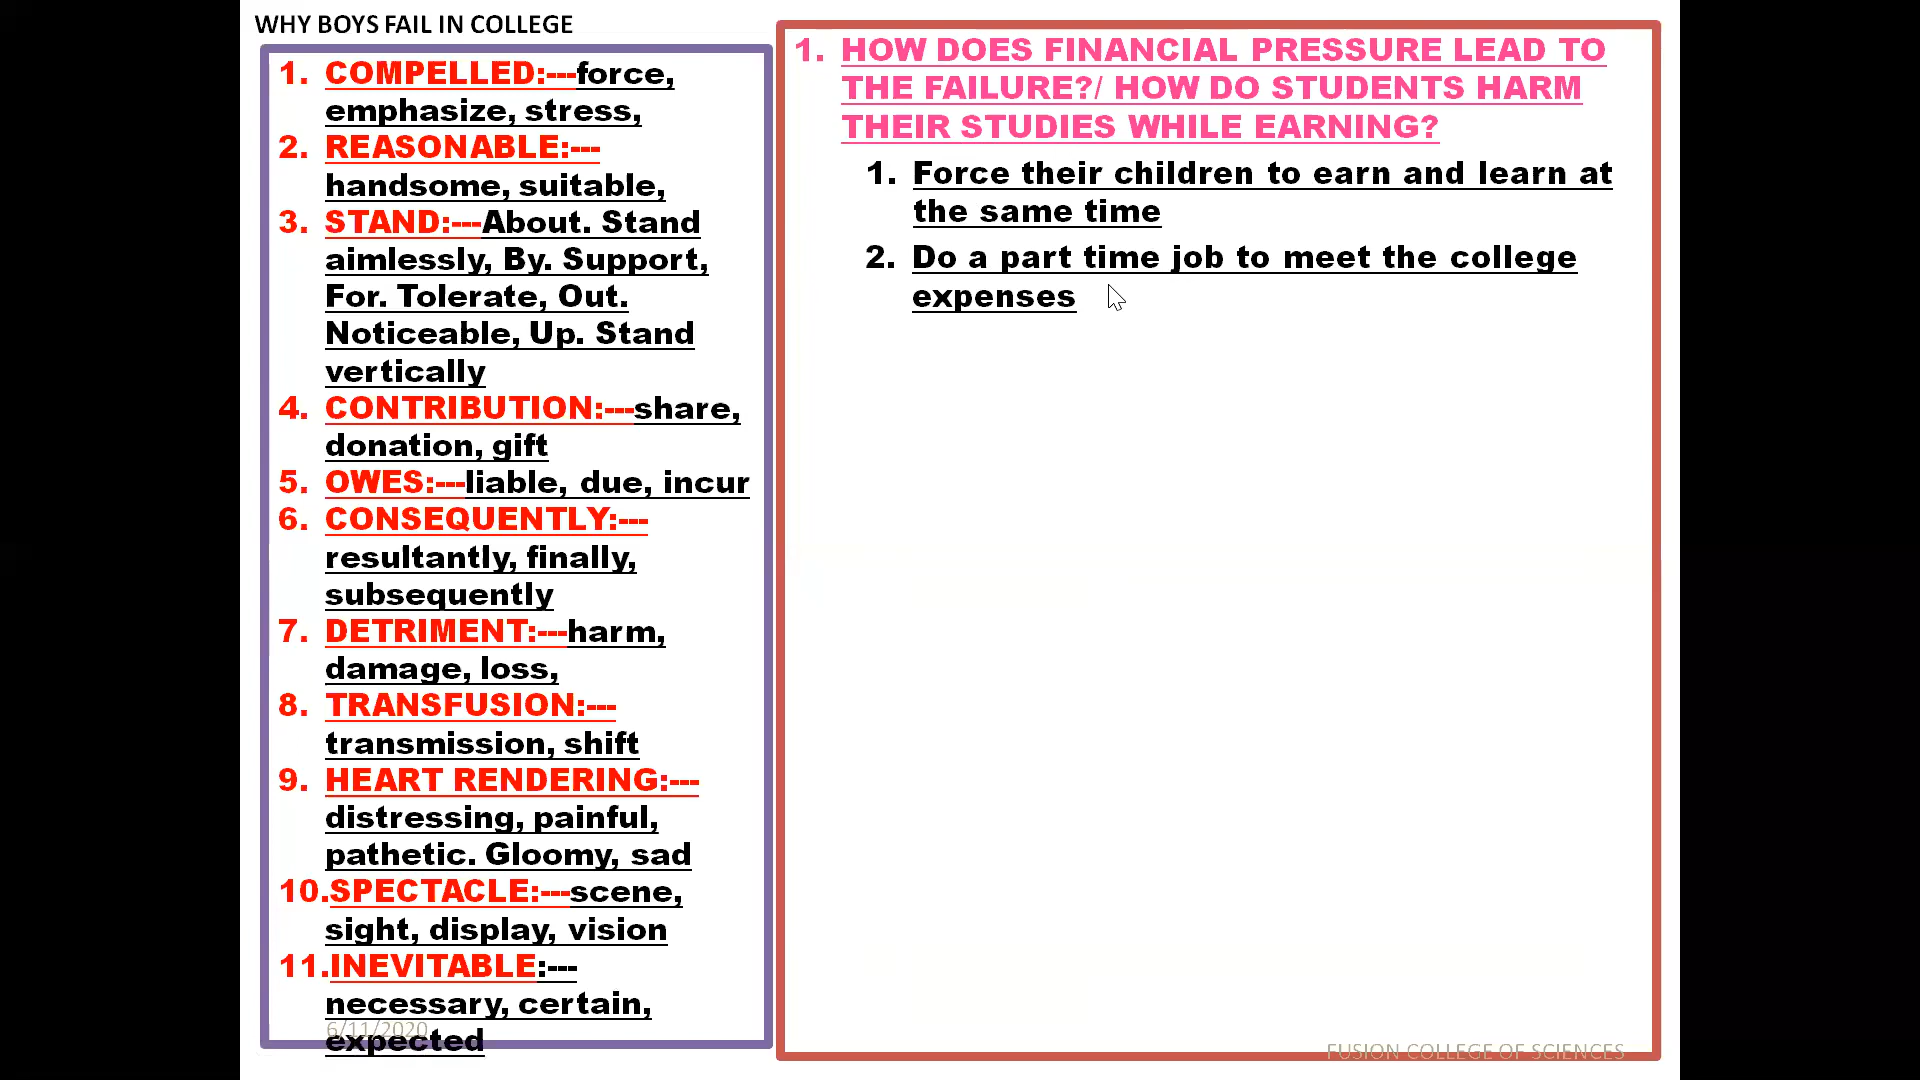 WHY BOYS FAIL IN COLLEGE
1. COMPELLED:---force,
emphasize, stress,
2. REASONABLE:---
handsome, suitable,
3. STAND:---About. Stand
aimlessly, By. Support,
For. Tolerate, Out.
Noticeable, Up. Stand
vertically
4. CONTRIBUTION:---share,
donation, gift
5. OWES:---liable, due, incur
6. CONSEQUENTLY:---
resultantly, finally,
subsequently
7. DETRIMENT:---harm,
damage, loss,
8. TRANSFUSION:---
transmission, shift
9. HEART RENDERING:---
distressing, painful,
pathetic. Gloomy, sad
10.SPECTACLE:---scene,
sight, display, vision
11.INEVITABLE:---
necessary, certain,
expected
6/11/2020
1. HOW DOES FINANCIAL PRESSURE LEAD TO
THE FAILURE?/ HOW DO STUDENTS HARM
THEIR STUDIES WHILE EARNING?
1. Force their children to earn and learn at
the same time
2. Do a part time job to meet the college
expenses
FUSION COLLEGE OF SCIENCES